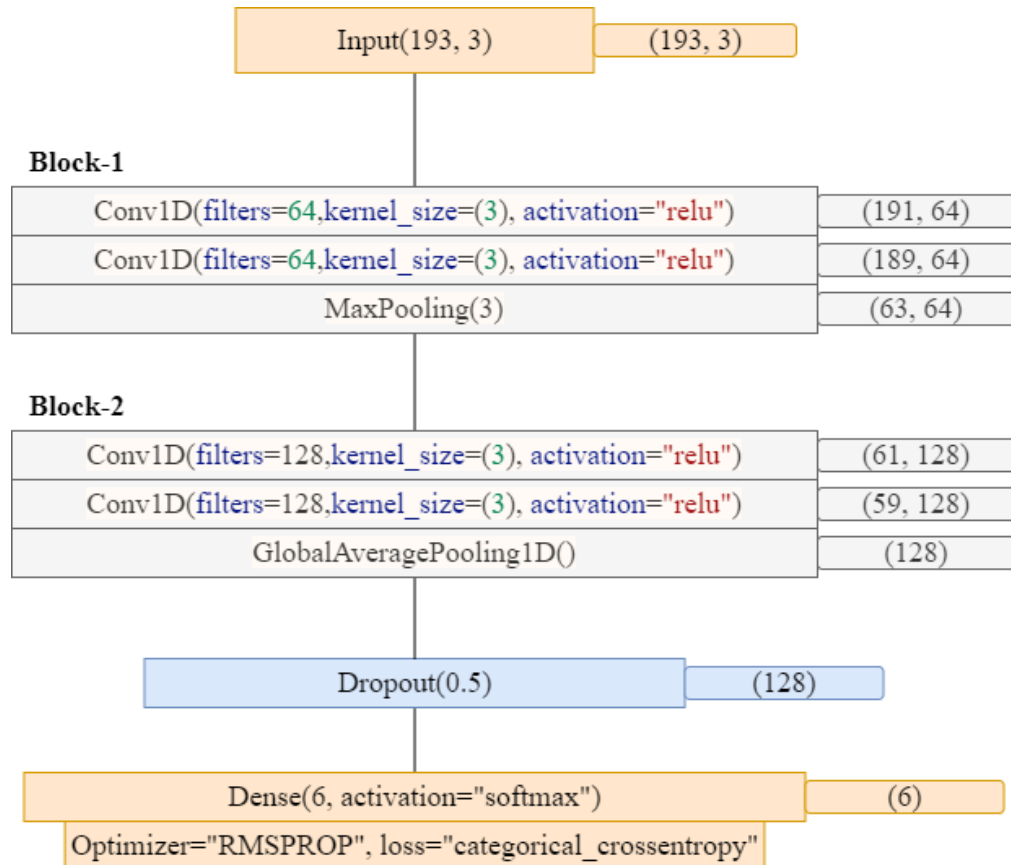 Input(193, 3) (193, 3)
Block-1
Conv1D(filters=64,kernel_size=(3), activation="relu") (191, 64)
Conv1D(filters=64,kernel_size=(3), activation="relu") (189, 64)
MaxPooling(3) (63, 64)
Block-2
Conv1D(filters=128,kernel_size=(3), activation="relu") (61, 128)
Conv1D(filters=128,kernel_size=(3), activation="relu") (59, 128)
GlobalAveragePooling1D() (128)
Dropout(0.5) (128)
Dense(6, activation="softmax") (6)
Optimizer="RMSPROP", loss="categorical_crossentropy"